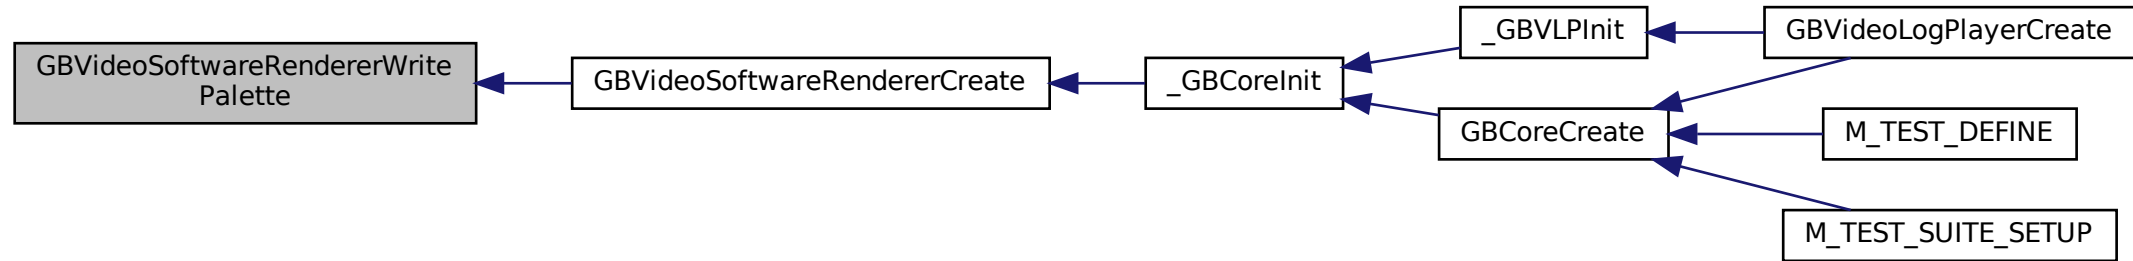 GBVideoSoftwareRendererWrite
Palette
GBVideoSoftwareRendererCreate
_GBCoreInit
_GBVLPInit
GBVideoLogPlayerCreate
GBCoreCreate
M_TEST_DEFINE
M_TEST_SUITE_SETUP